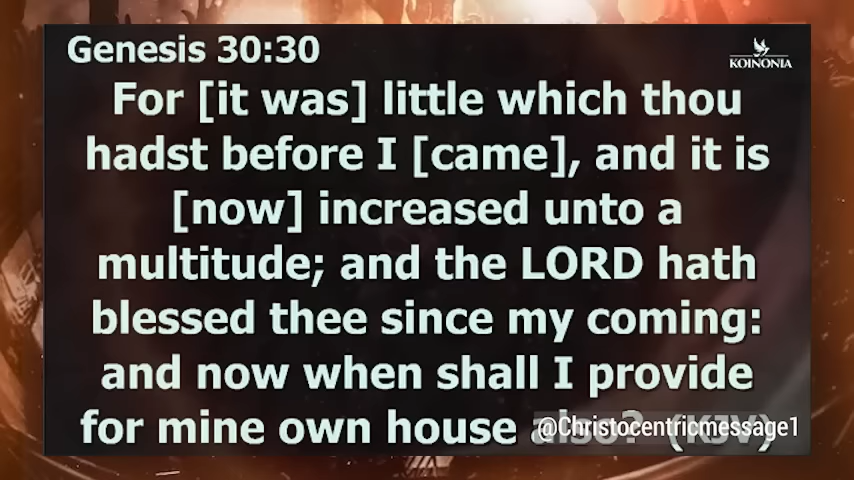 Genesis 30:30
KOINONIA
For [it was] little which thou
hadst before I [came], and it is
[now] increased unto a
multitude; and the LORD hath
blessed thee since my coming:
and now when shall I provide
for mine own house also? (KJV)
@Christocentricmessage1